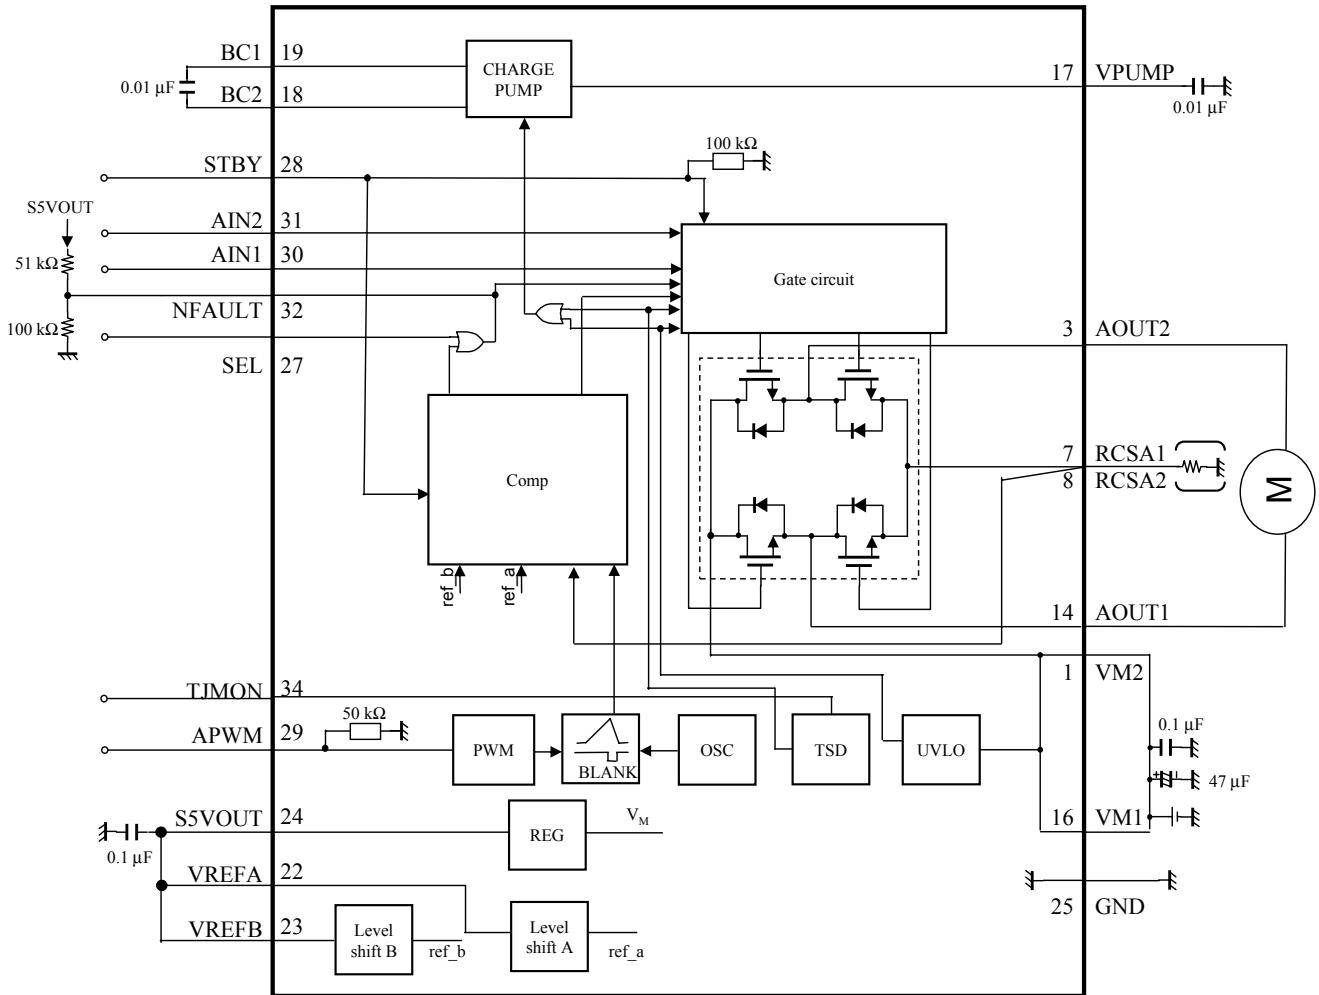 BC1 19
0.01 µF
BC2 18
CHARGE
PUMP
17 VPUMP
0.01 µF
STBY 28
100 kΩ
S5VOUT
AIN2 31
51 kΩ
AIN1 30
Gate circuit
NFAULT 32
100 kΩ
SEL 27
3 AOUT2
Comp
7 RCSA1
8 RCSA2
M
ref_b
ref_a
14 AOUT1
1 VM2
TJMON 34
APWM 29
50 kΩ
PWM
BLANK
OSC
TSD
UVLO
0.1 µF
+
47 µF
S5VOUT 24
0.1 µF
REG
VM
16 VM1
VREFA 22
VREFB 23
Level
shift B
ref_b
Level
shift A
ref_a
25 GND